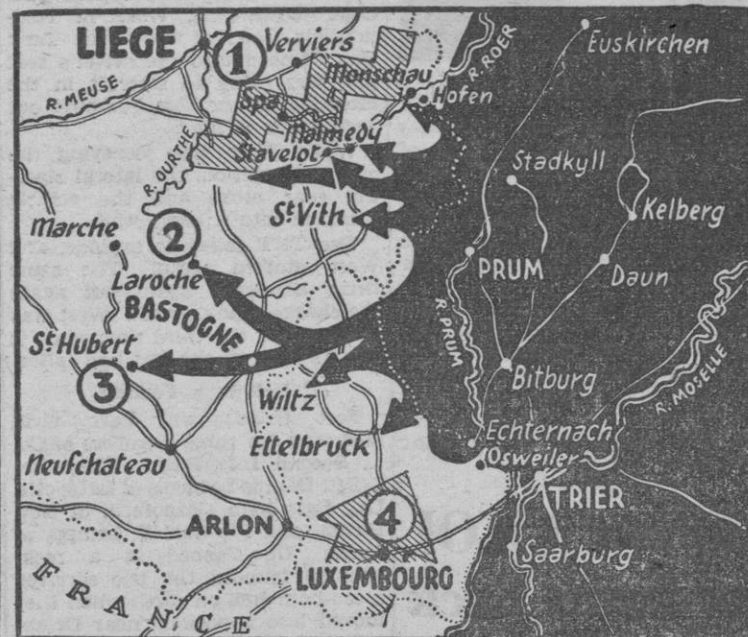 LIEGE
1
Verviers
Euskirchen
R. MEUSE
Monschau
R. ROER
Hofen
Spa
Malmedy
Stavelot
R. OURTHE
Stadkyll
Marche
2
St Vith
Kelberg
PRUM
Daun
Laroche
BASTOGNE
R. PRUM
St Hubert
3
Bitburg
R. MOSELLE
Wiltz
Ettelbruck
Echternach
Osweiler
Neufchateau
TRIER
ARLON
4
Saarburg
LUXEMBOURG
FRANCE